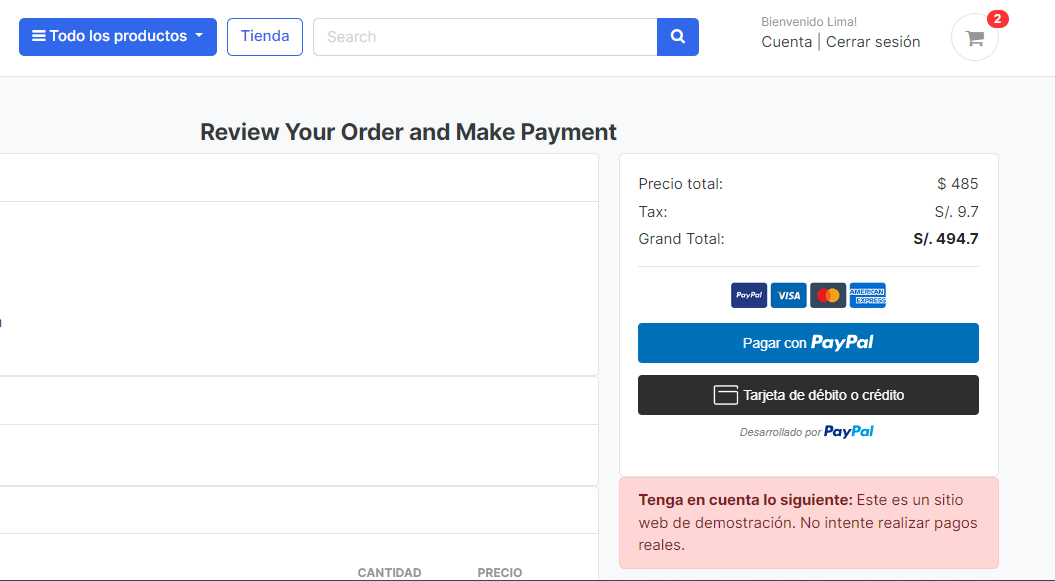 Todo los productos
Tienda
Search
Bienvenido Lima!
Cuenta | Cerrar sesión
2
Review Your Order and Make Payment
Precio total: $ 485
Tax: S/. 9.7
Grand Total: S/. 494.7
PayPal VISA AMERICAN EXPRESS
Pagar con PayPal
Tarjeta de débito o crédito
Desarrollado por PayPal
Tenga en cuenta lo siguiente: Este es un sitio
web de demostración. No intente realizar pagos
reales.
CANTIDAD PRECIO